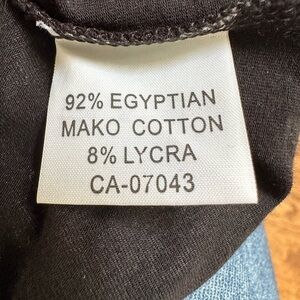 92% EGYPTIAN
MAKO COTTON
8% LYCRA
CA-07043